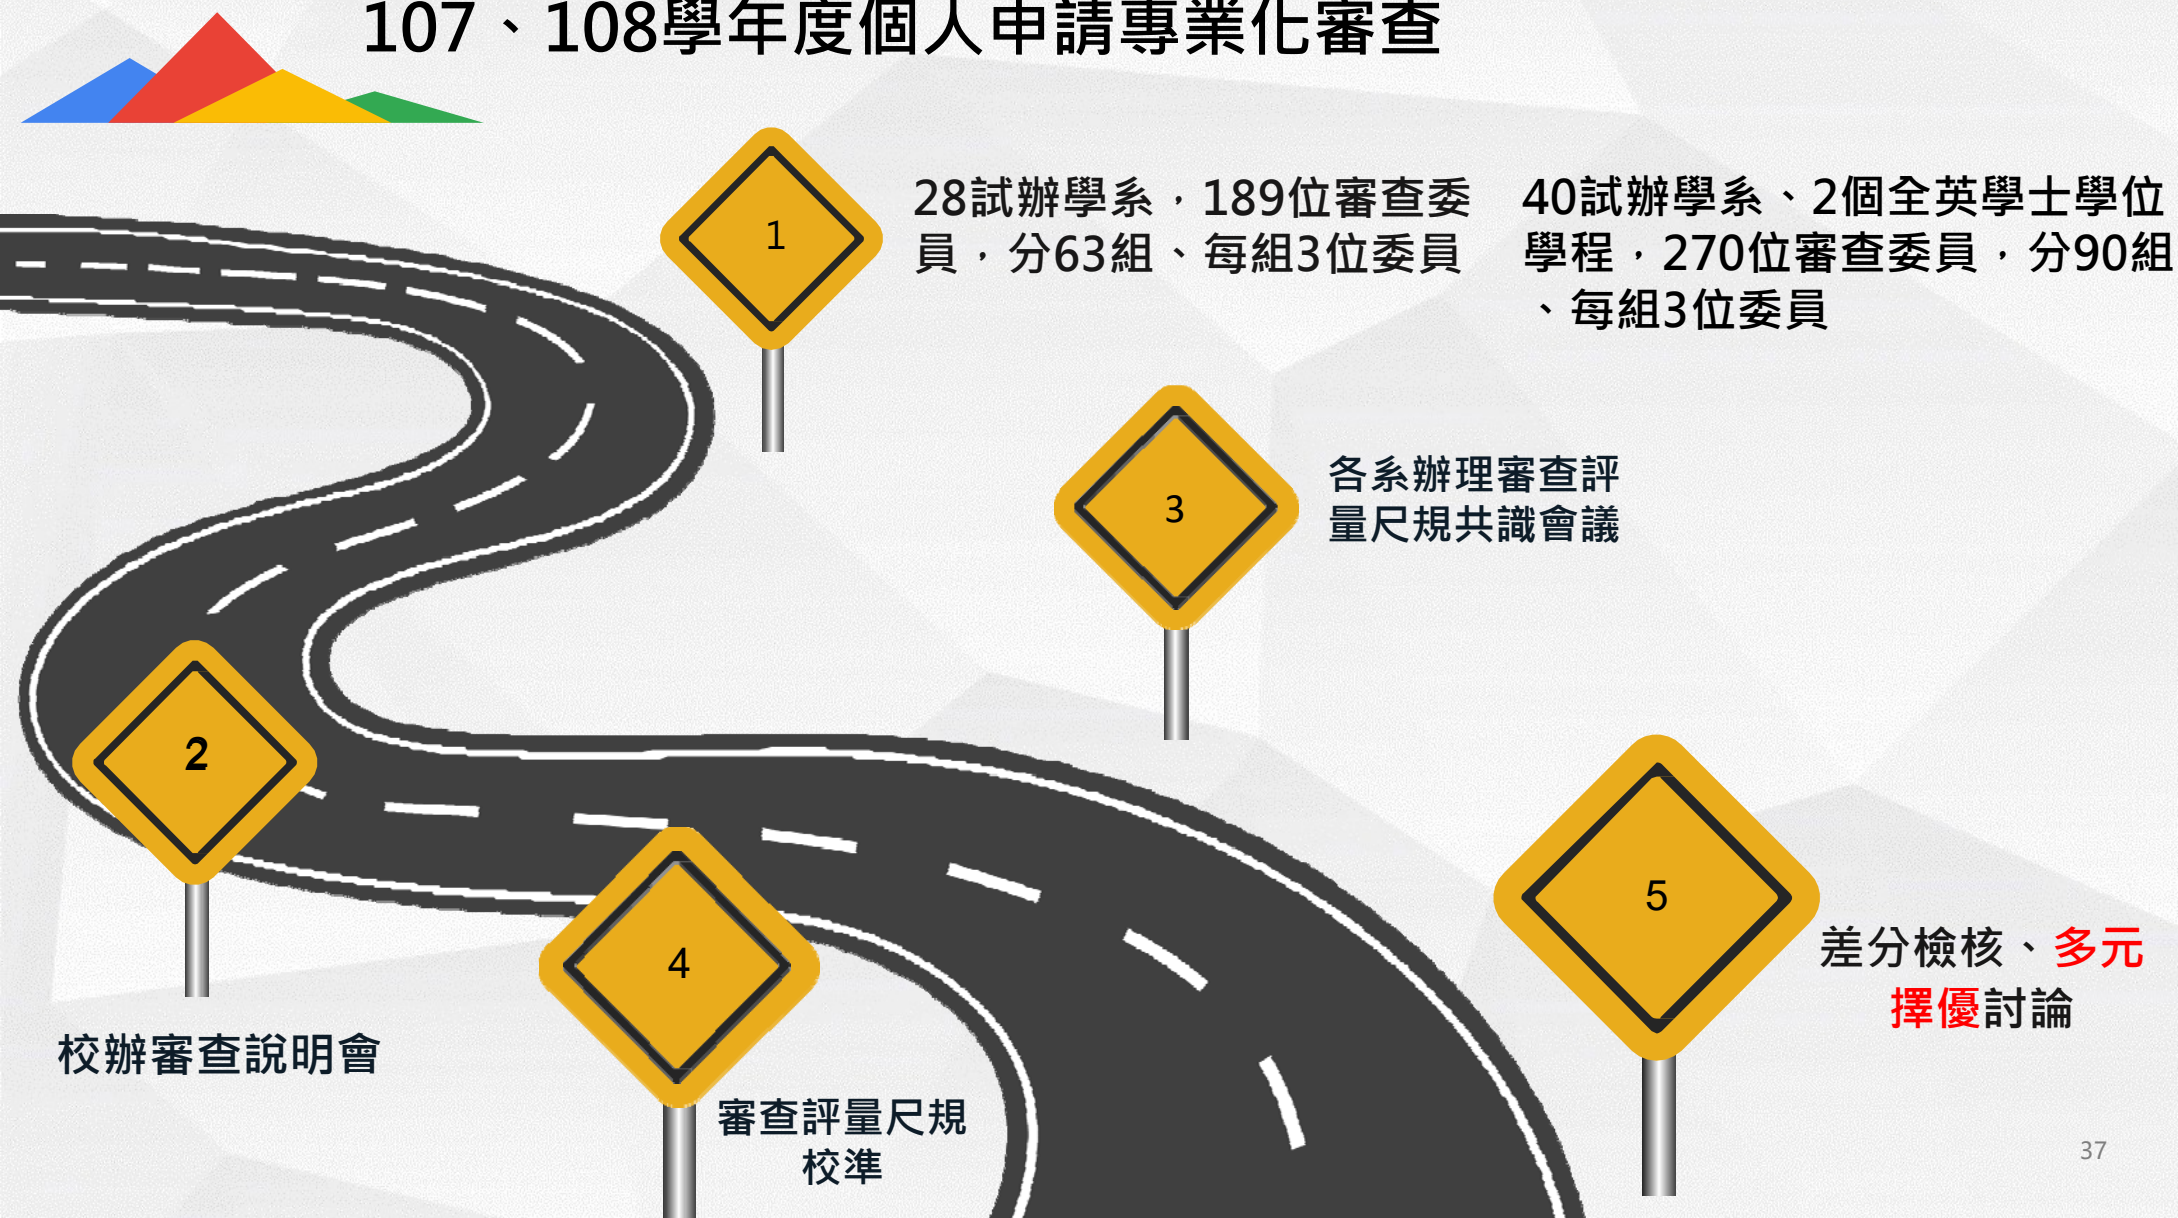 107、108學年度個人申請專業化審查
1
28試辦學系，189位審查委
員，分63組、每組3位委員
40試辦學系、2個全英學士學位
學程，270位審查委員，分90組
、每組3位委員
3
各系辦理審查評
量尺規共識會議
2
校辦審查說明會
4
審查評量尺規
校準
5
差分檢核、多元
擇優討論
37